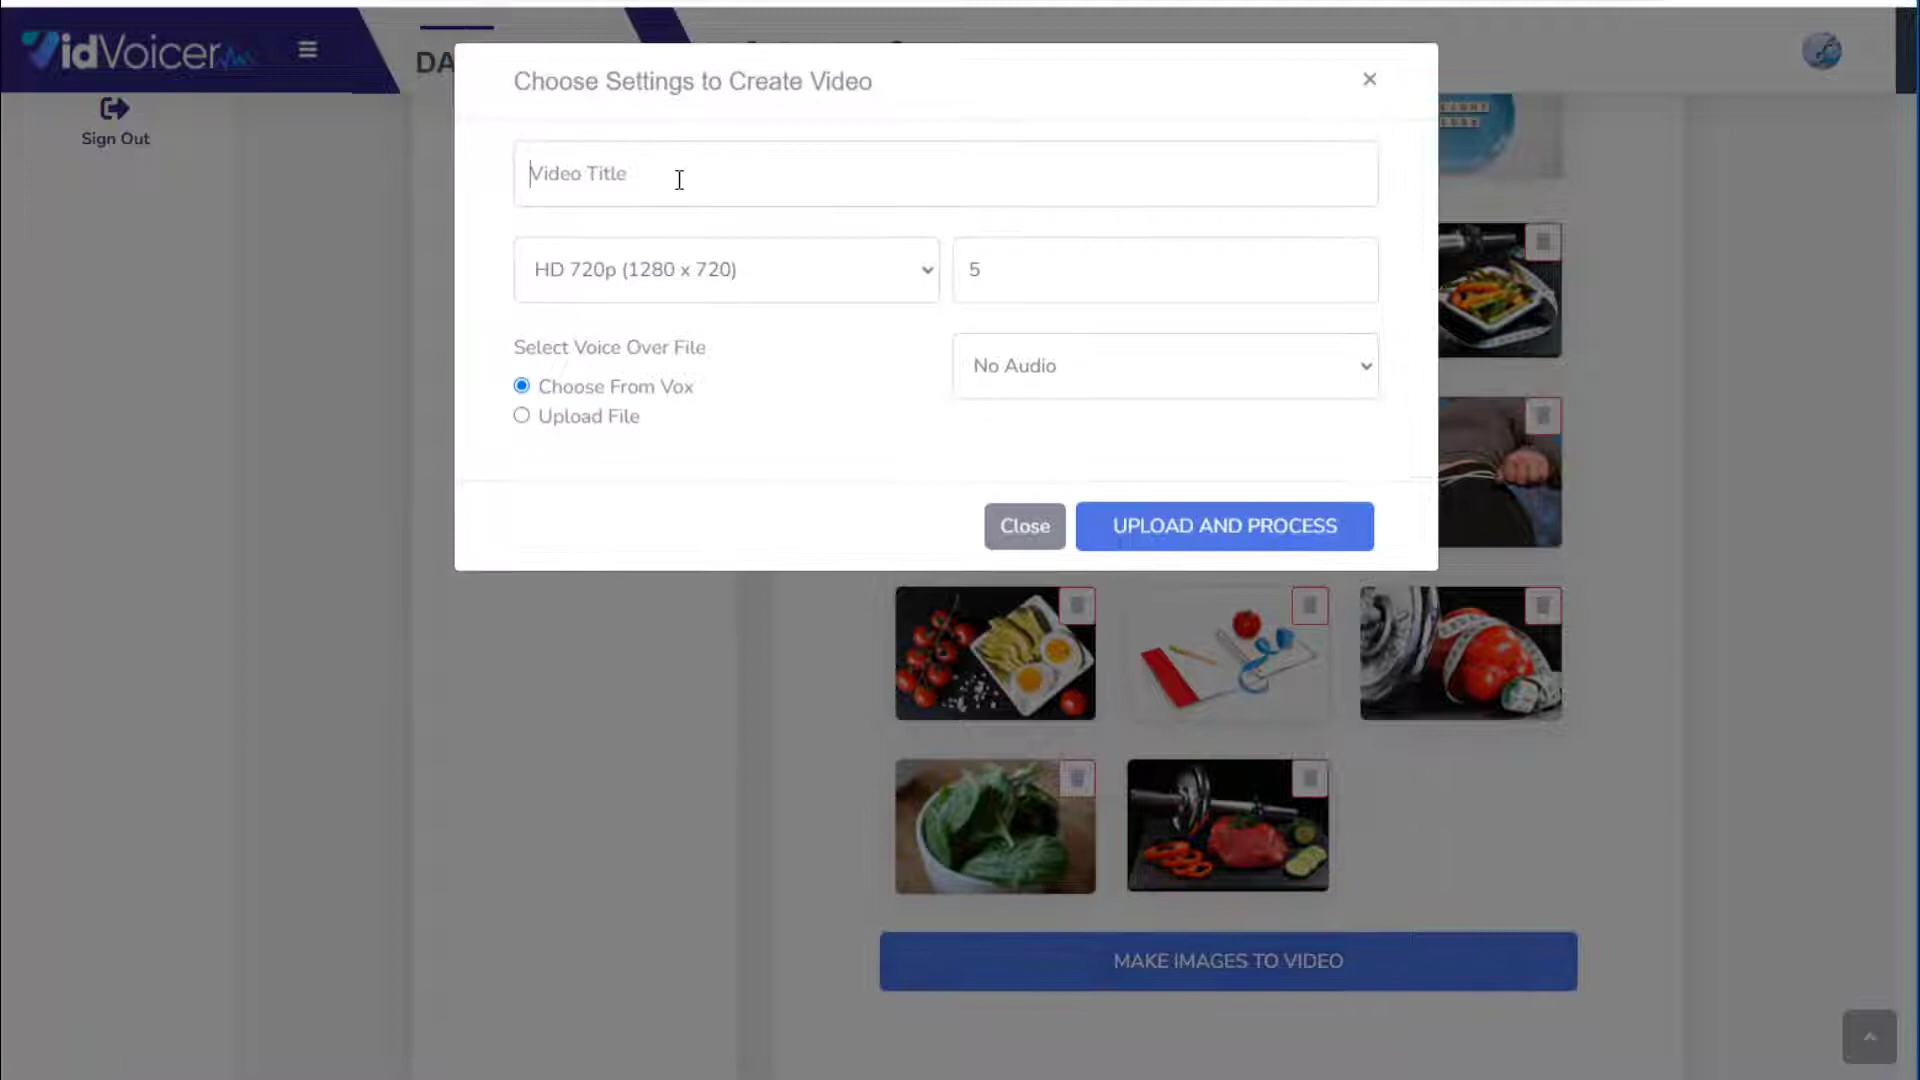 VidVoicer
DA
Sign Out
Choose Settings to Create Video
×
Video Title
HD 720p (1280 x 720)
5
Select Voice Over File
No Audio
Choose From Vox
Upload File
Close
UPLOAD AND PROCESS
MAKE IMAGES TO VIDEO